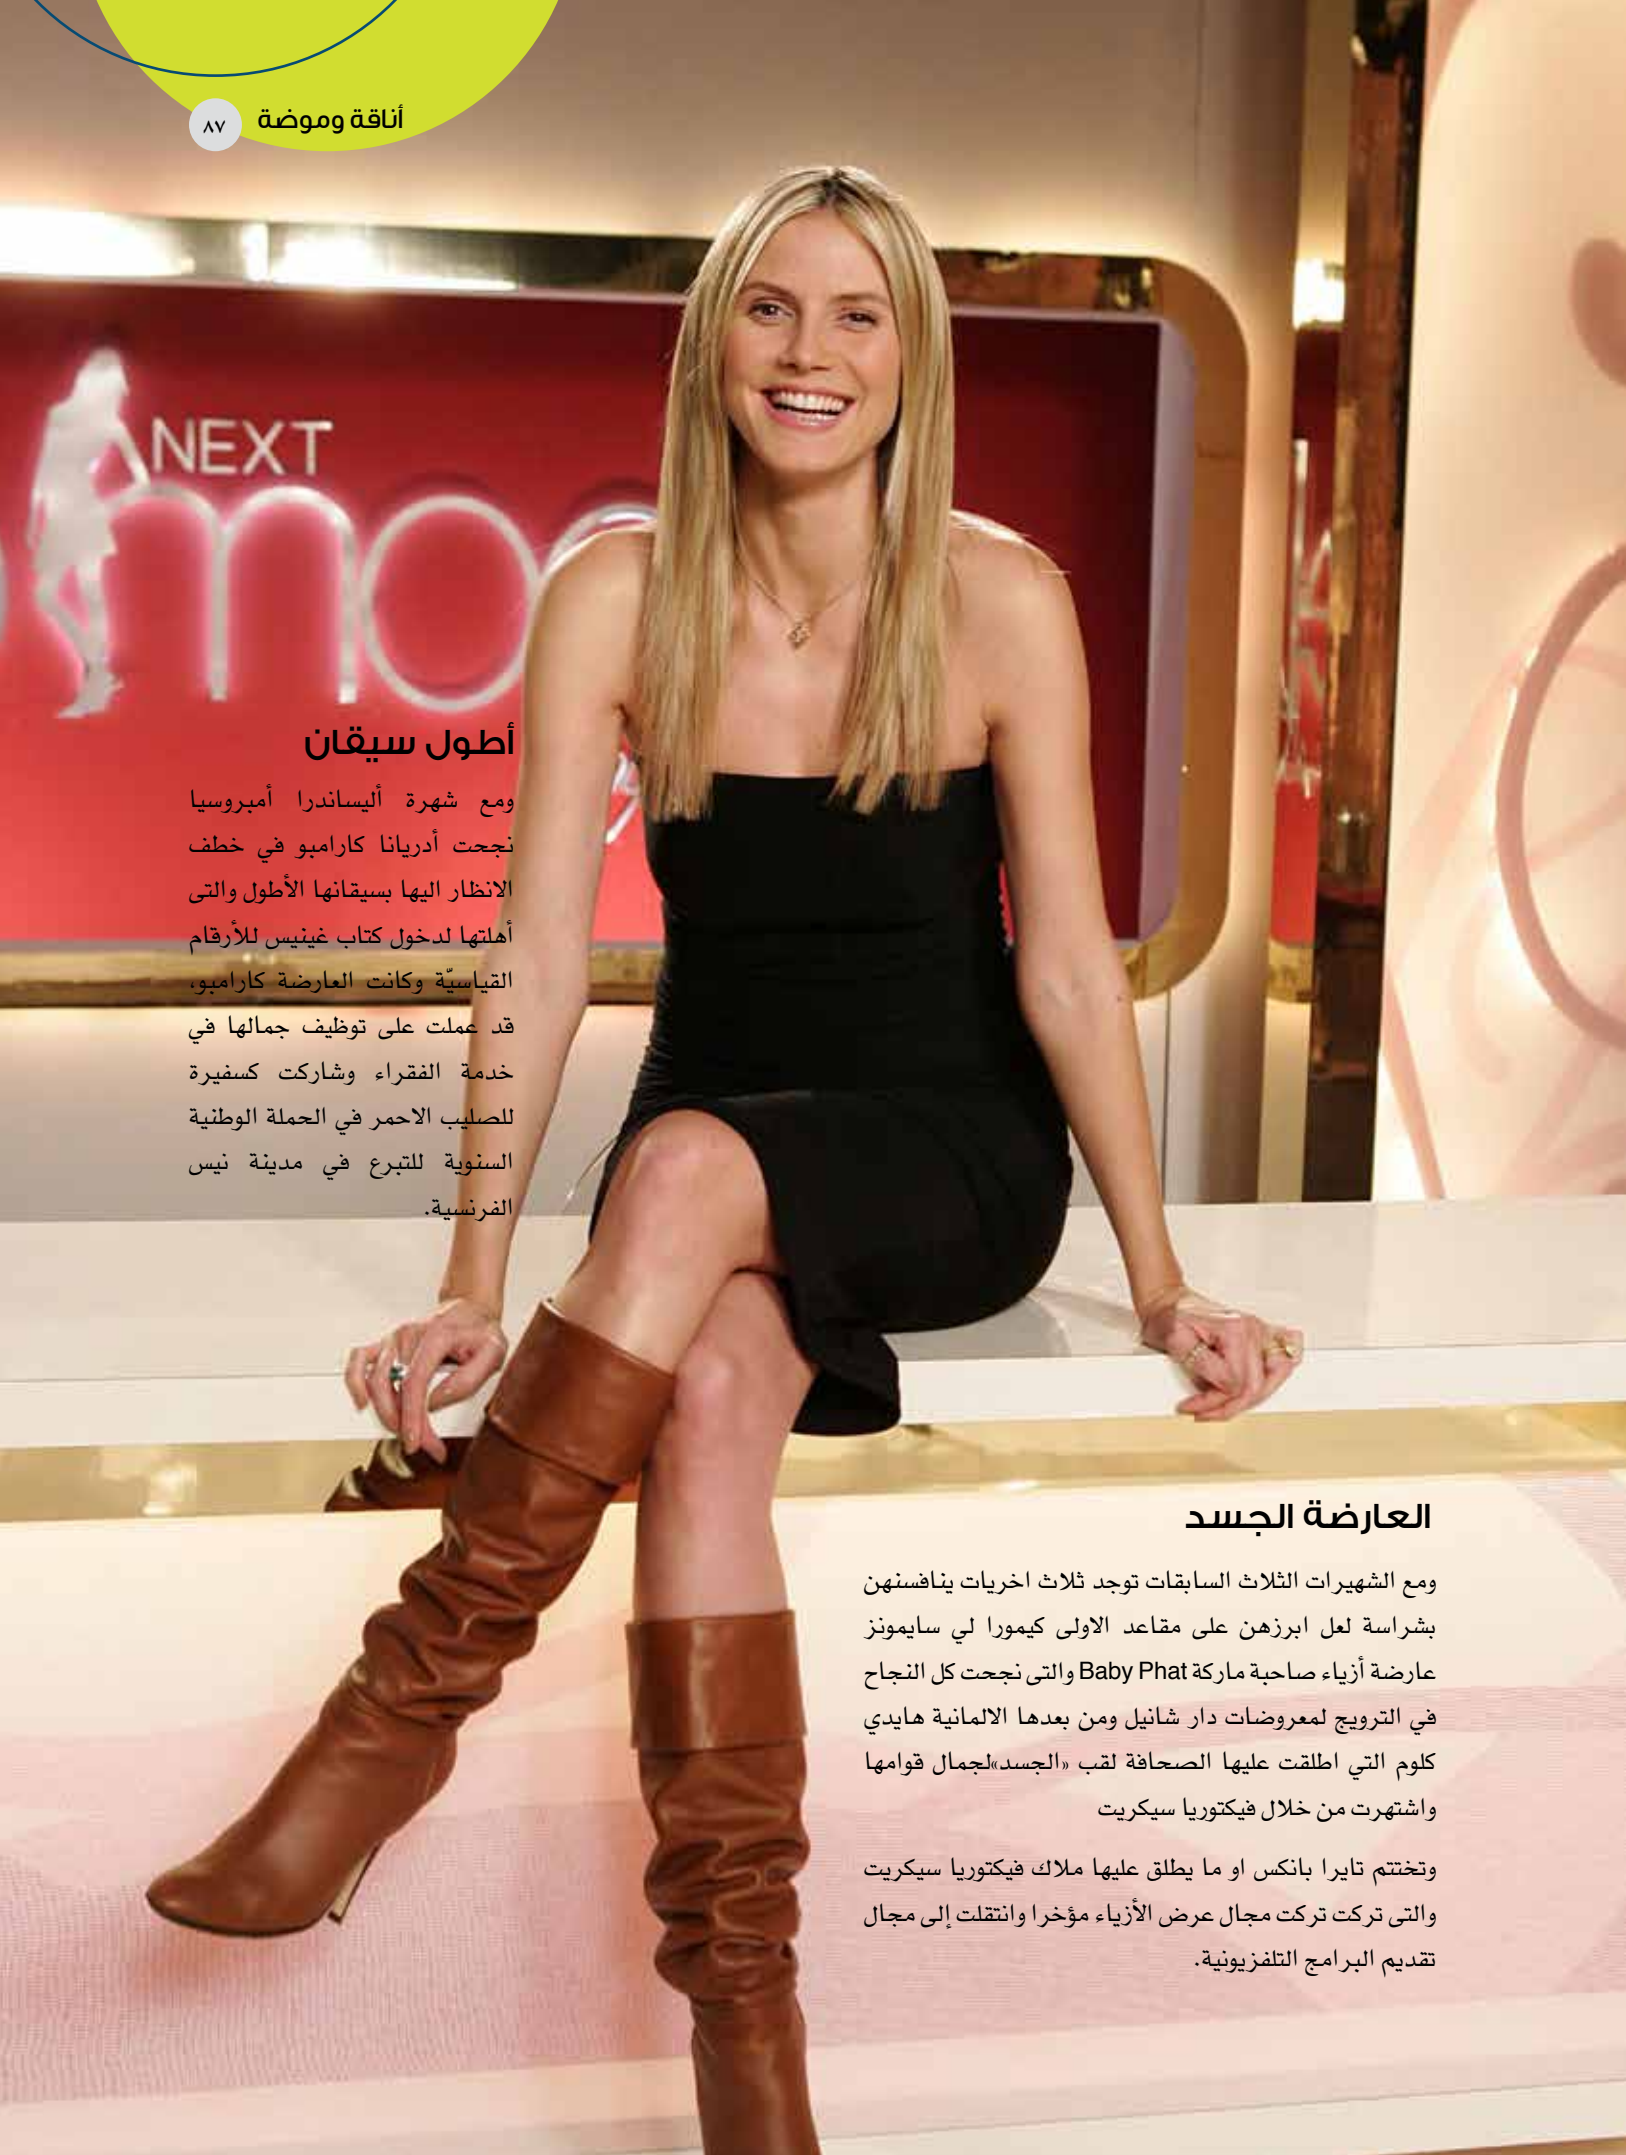 أناقة وموضة
٨٧
NEXT
أطول سيقان
ومع شهرة أليساندرا أمبروسيا
نجحت أدريانا كارامبو في خطف
الانظار اليها بسيقانها الأطول والتى
أهلتها لدخول كتاب غينيس للأرقام
القياسيّة وكانت العارضة كارامبو،
قد عملت على توظيف جمالها في
خدمة الفقراء وشاركت كسفيرة
للصليب الاحمر في الحملة الوطنية
السنوية للتبرع في مدينة نيس
الفرنسية.
العارضة الجسد
ومع الشهيرات الثلاث السابقات توجد ثلاث اخريات ينافسنهن
بشراسة لعل ابرزهن على مقاعد الاولى كيمورا لي سايمونز
عارضة أزياء صاحبة ماركة Baby Phat والتى نجحت كل النجاح
في الترويج لمعروضات دار شانيل ومن بعدها الالمانية هايدي
كلوم التي اطلقت عليها الصحافة لقب «الجسد»لجمال قوامها
واشتهرت من خلال فيكتوريا سيكريت
وتختتم تايرا بانكس او ما يطلق عليها ملاك فيكتوريا سيكريت
والتى تركت تركت مجال عرض الأزياء مؤخرا وانتقلت إلى مجال
تقديم البرامج التلفزيونية.